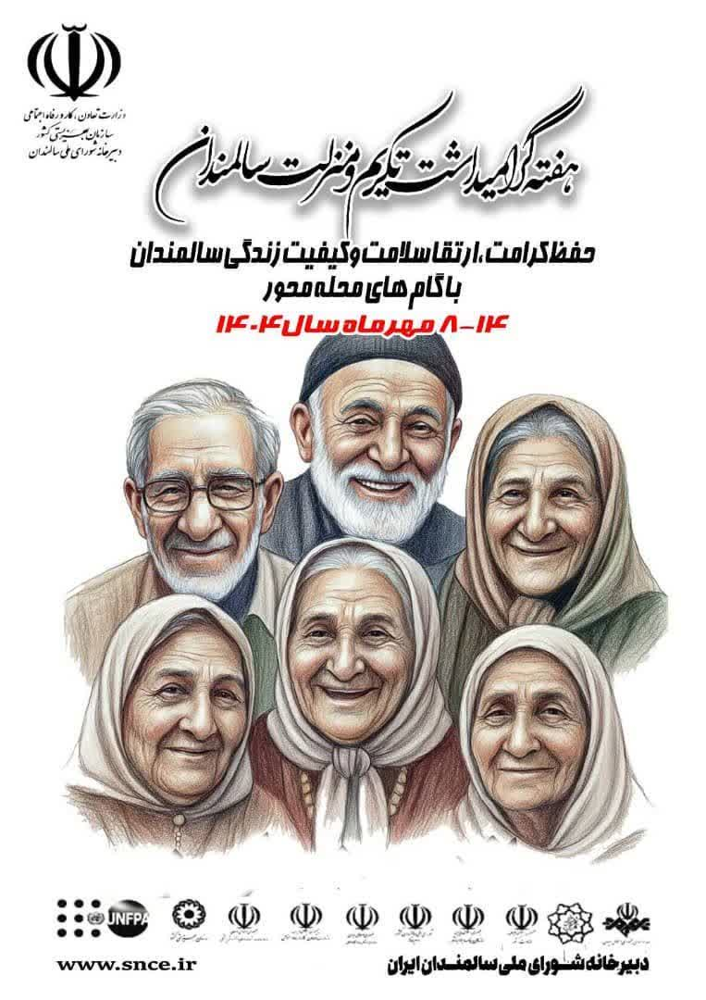 وزارت تعاون، کار و رفاه اجتماعی
سازمان بهزیستی کشور
دبیرخانه شورای ملی سالمندان
هفته گرامیداشت تکریم و منزلت سالمندان
حفظ کرامت، ارتقا سلامت و کیفیت زندگی سالمندان
با گام های محله محور
۸-۱۴ مهرماه سال ۱۴۰۴
UNFPA
www.snce.ir
دبیرخانه شورای ملی سالمندان ایران